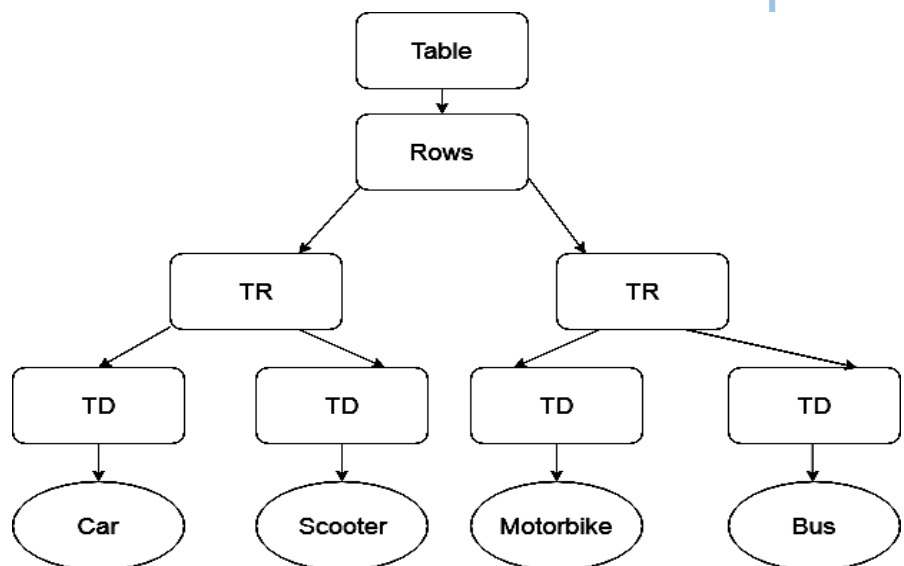 Table
Rows
TR
TR
TD
TD
TD
TD
Car
Scooter
Motorbike
Bus